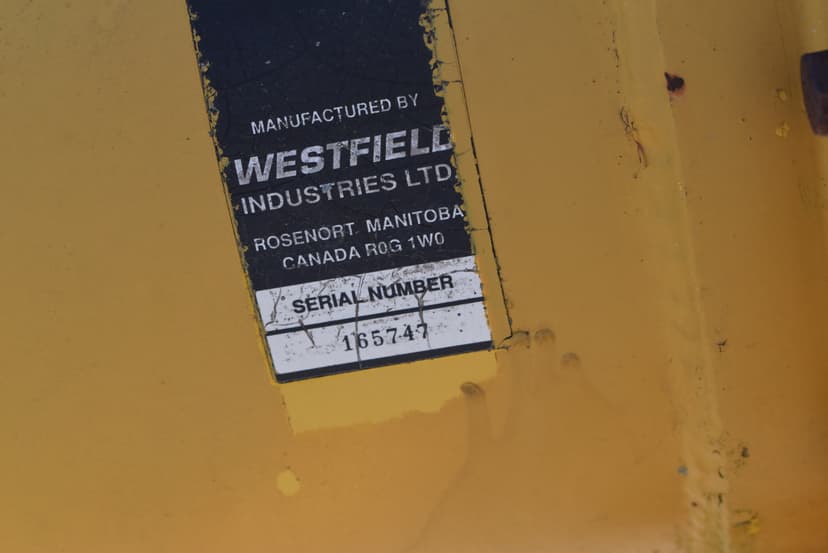 MANUFACTURED BY
WESTFIELD
INDUSTRIES LTD
ROSENORT MANITOBA
CANADA R0G 1W0
SERIAL NUMBER
165747